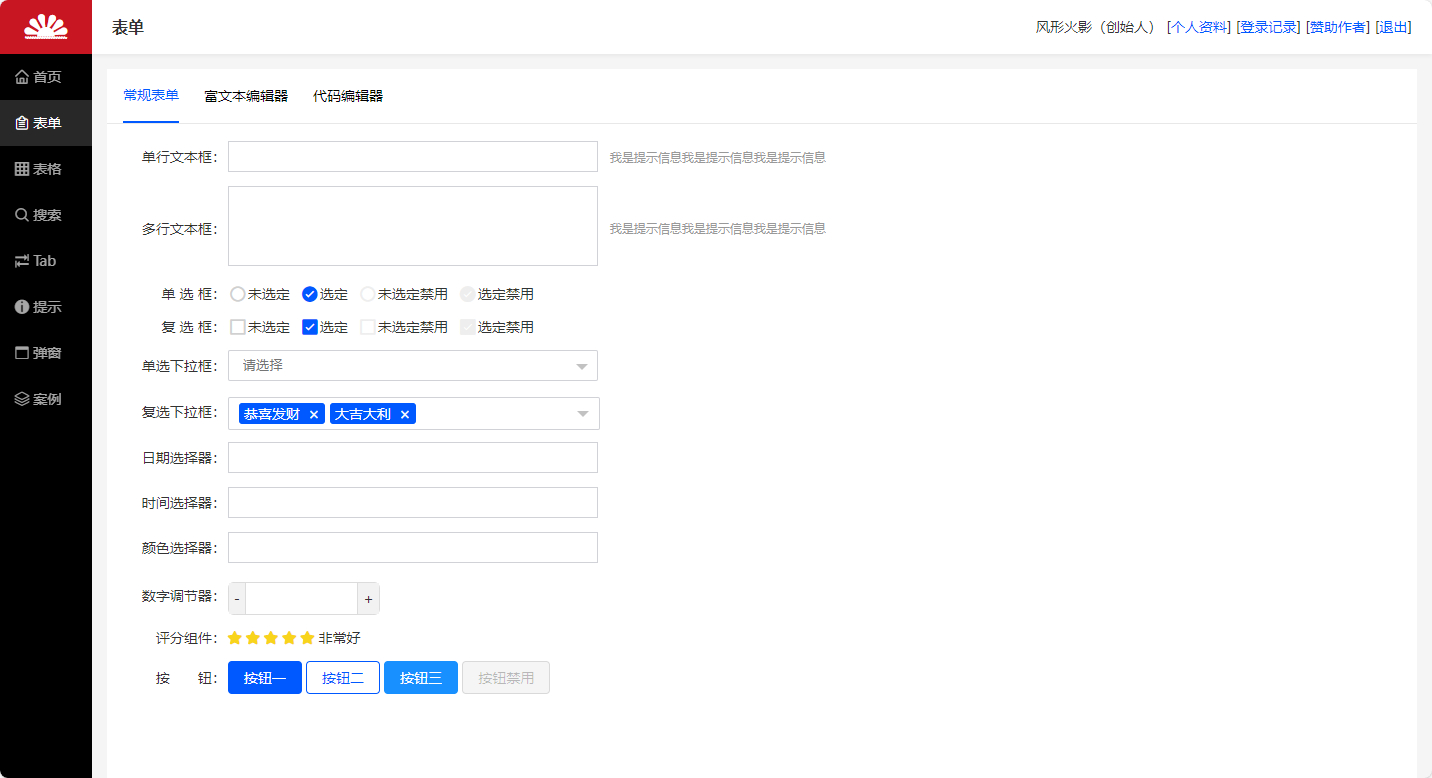 表单
风形火影（创始人） [个人资料] [登录记录] [赞助作者] [退出]
首页
表单
表格
搜索
Tab
提示
弹窗
案例
常规表单 富文本编辑器 代码编辑器
单行文本框： 我是提示信息我是提示信息我是提示信息
多行文本框： 我是提示信息我是提示信息我是提示信息
单 选 框： 未选定 选定 未选定禁用 选定禁用
复 选 框： 未选定 选定 未选定禁用 选定禁用
单选下拉框： 请选择
复选下拉框： 恭喜发财 × 大吉大利 ×
日期选择器：
时间选择器：
颜色选择器：
数字调节器： - +
评分组件： 非常好
按 钮： 按钮一 按钮二 按钮三 按钮禁用